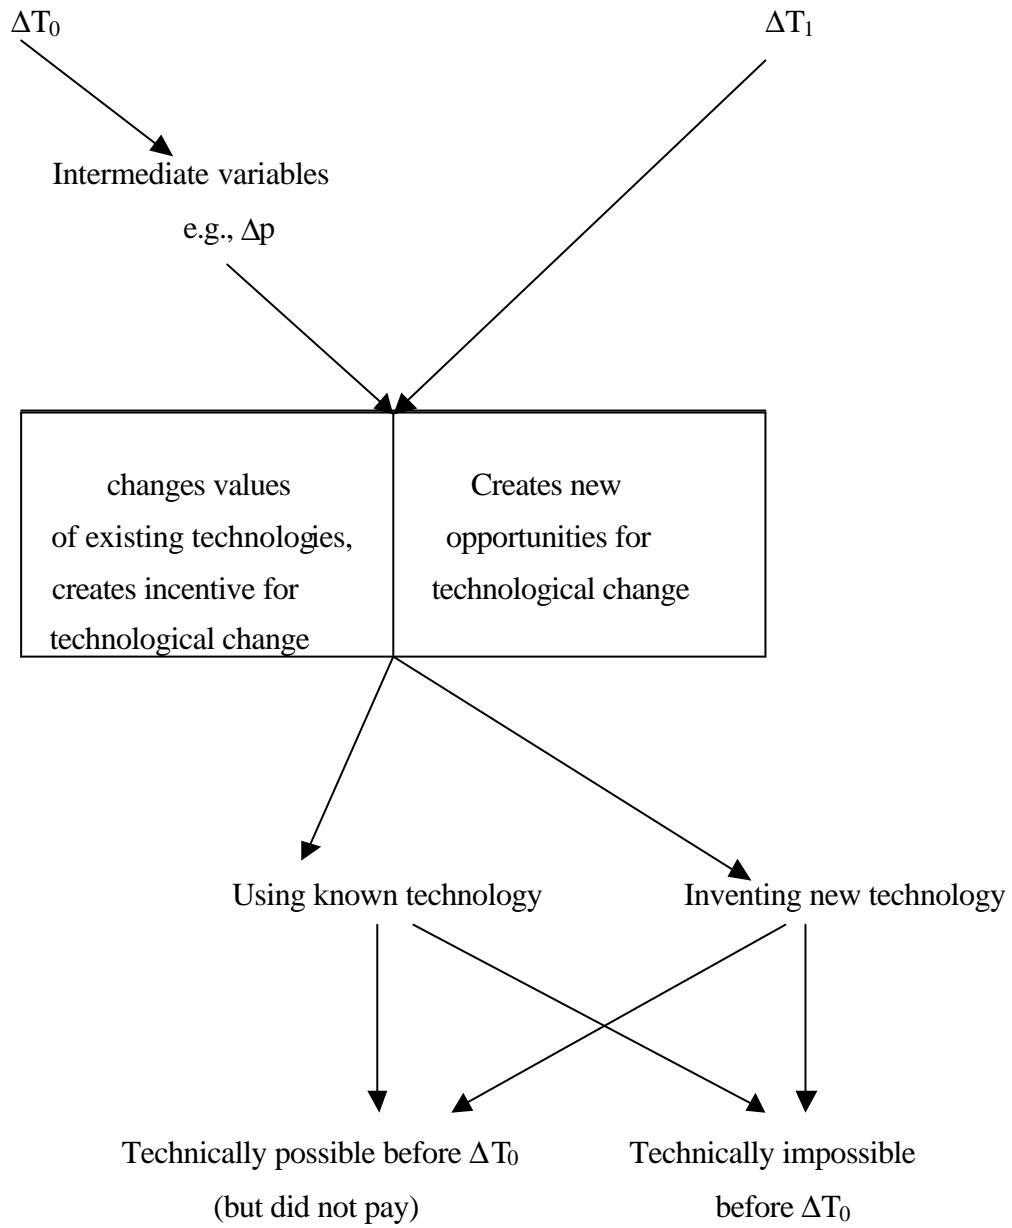 ΔT₀
ΔT₁
Intermediate variables
e.g., Δp
changes values
of existing technologies,
creates incentive for
technological change
Creates new
opportunities for
technological change
Using known technology
Inventing new technology
Technically possible before ΔT₀
(but did not pay)
Technically impossible
before ΔT₀